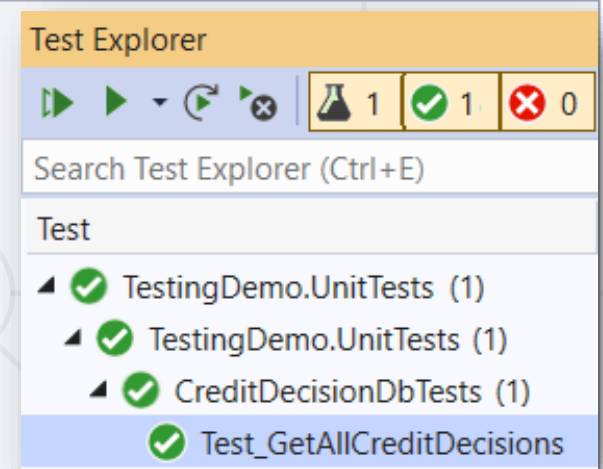 Test Explorer
1 1 0
Search Test Explorer (Ctrl+E)
Test
TestingDemo.UnitTests (1)
TestingDemo.UnitTests (1)
CreditDecisionDbTests (1)
Test_GetAllCreditDecisions